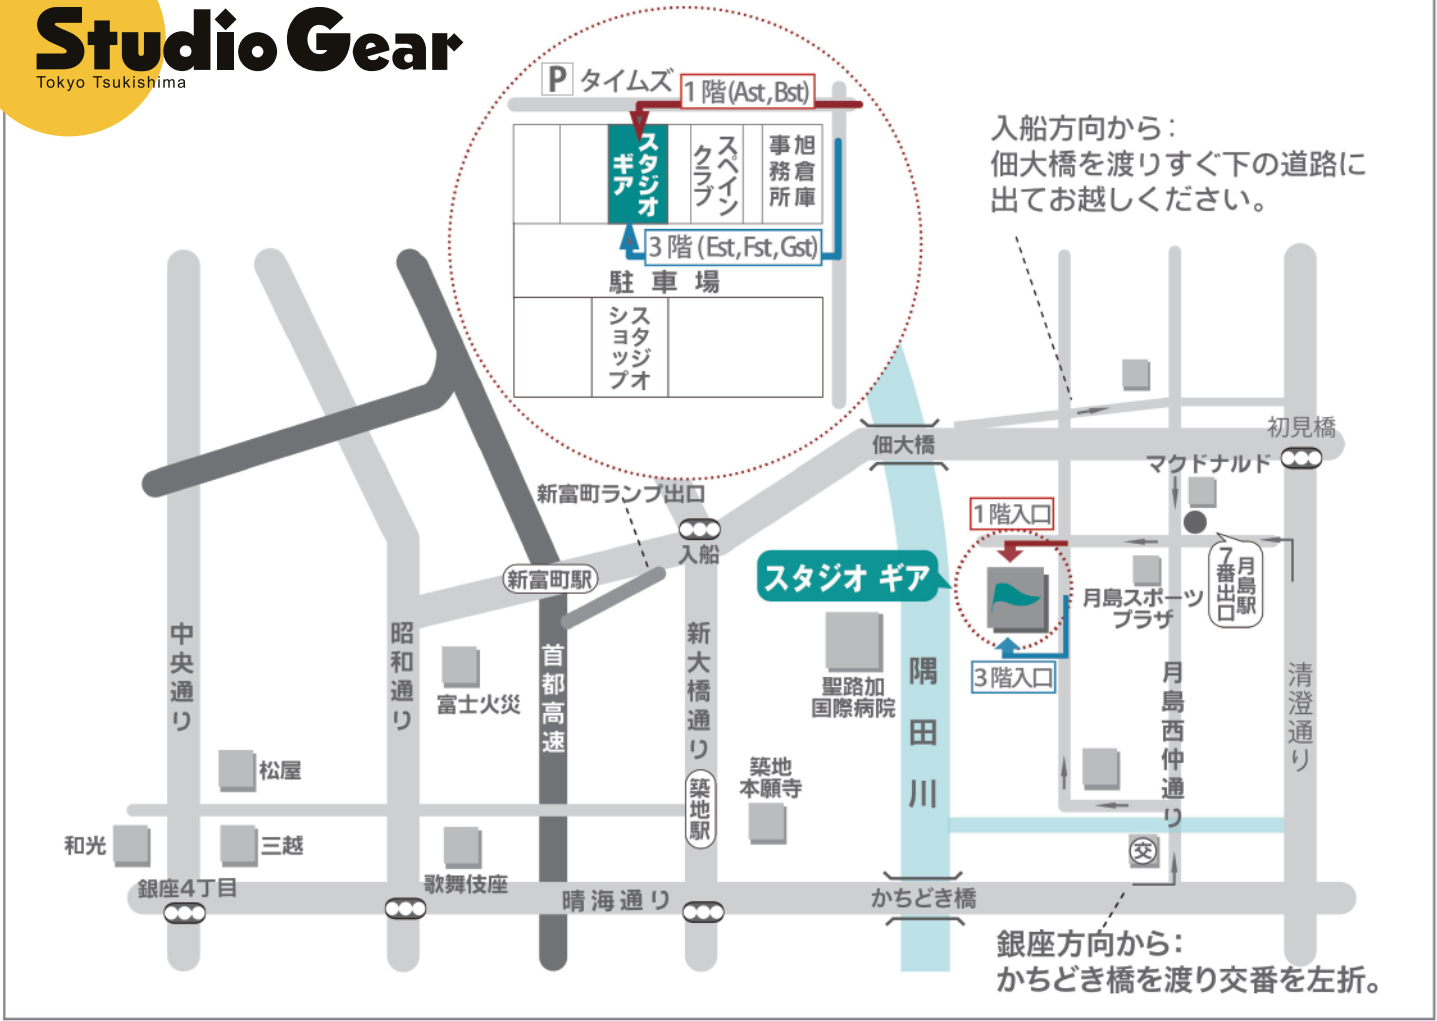 Studio Gear
Tokyo Tsukishima
P タイムズ
1階(Ast,Bst)
スタジオ
ギア
スペイン
クラブ
旭倉庫
事務所
3階(Est,Fst,Gst)
駐車場
スタジオ
ショップ
入船方向から:
佃大橋を渡りすぐ下の道路に
出てお越しください。
佃大橋
初見橋
マクドナルド
新富町ランプ出口
入船
新富町駅
1階入口
スタジオ ギア
月島駅
7番出口
月島スポーツ
プラザ
3階入口
中央通り
昭和通り
首都高速
新大橋通り
富士火災
聖路加
国際病院
隅田川
月島西仲通り
清澄通り
松屋
築地
本願寺
築地駅
和光
三越
歌舞伎座
交
銀座4丁目
晴海通り
かちどき橋
銀座方向から:
かちどき橋を渡り交番を左折。